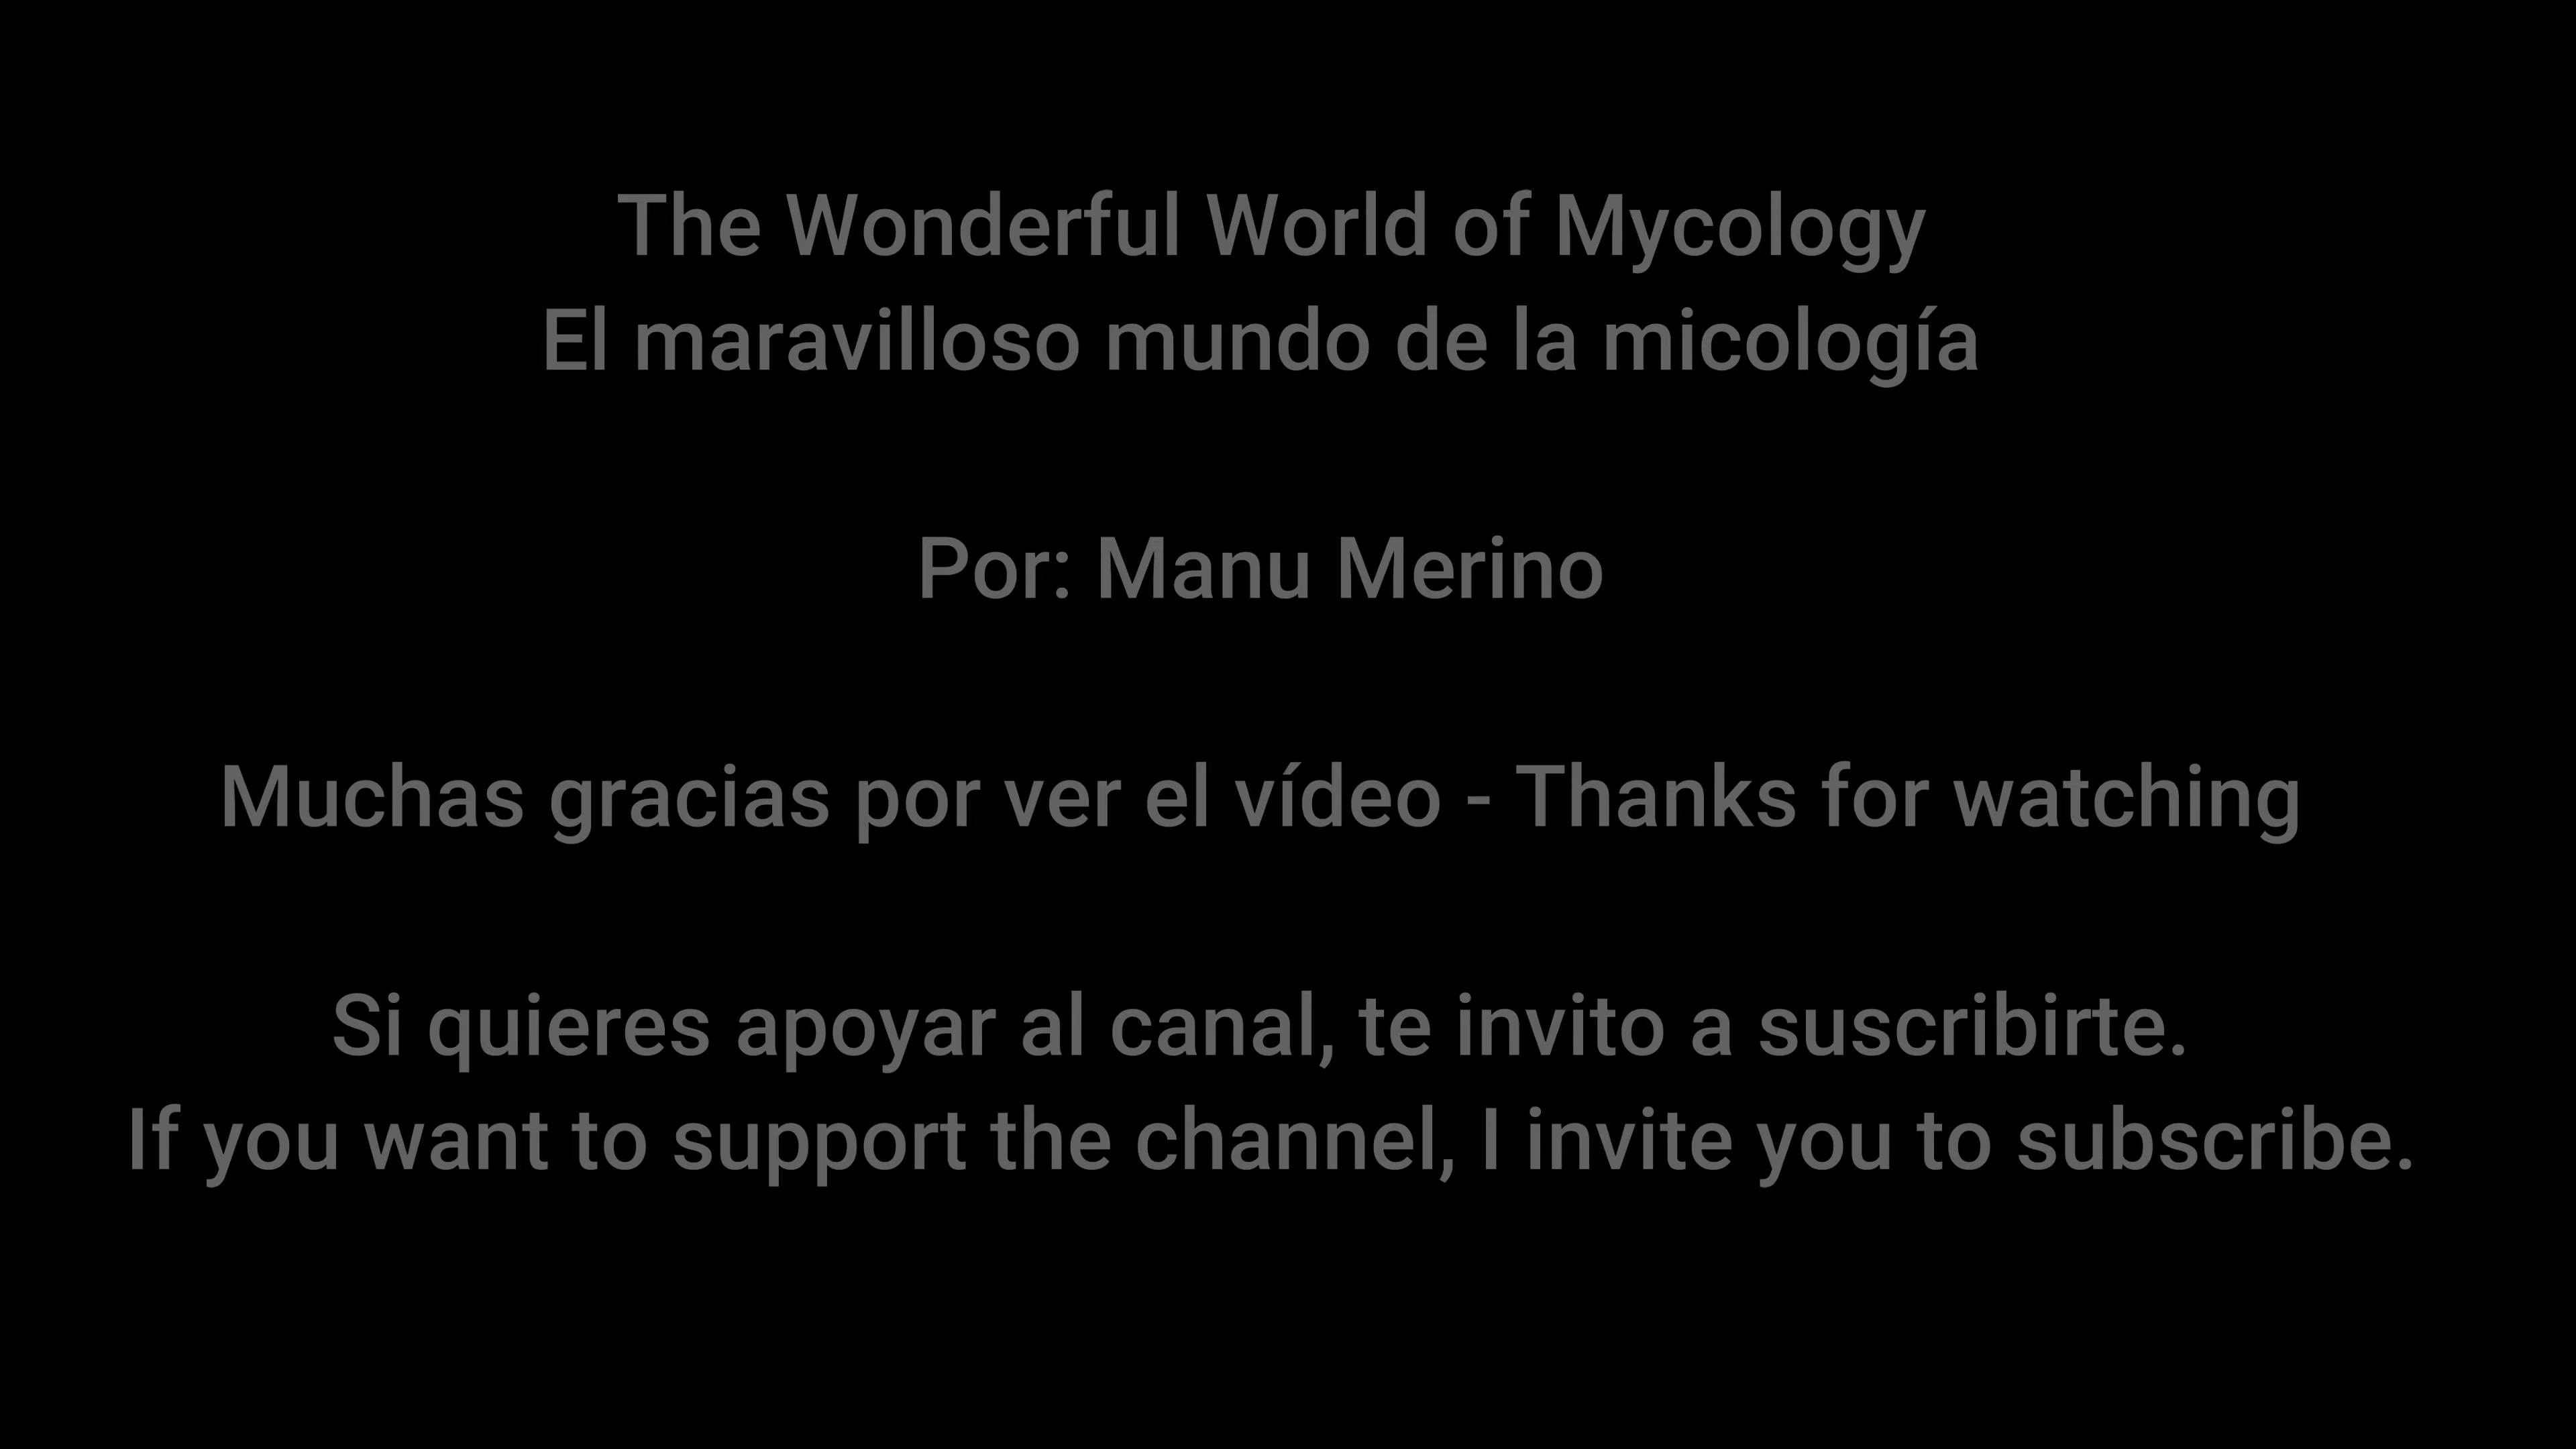 The Wonderful World of Mycology
El maravilloso mundo de la micología
Por: Manu Merino
Muchas gracias por ver el vídeo - Thanks for watching
Si quieres apoyar al canal, te invito a suscribirte.
If you want to support the channel, I invite you to subscribe.